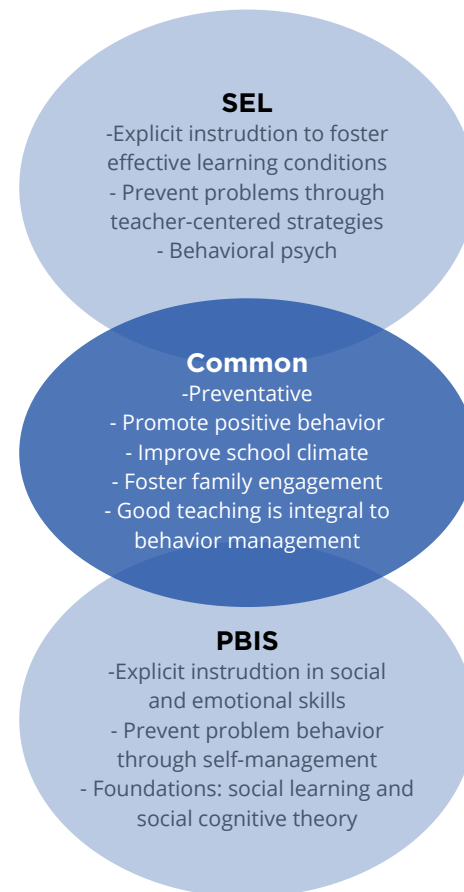 SEL
-Explicit instrudtion to foster
effective learning conditions
- Prevent problems through
teacher-centered strategies
- Behavioral psych
Common
-Preventative
- Promote positive behavior
- Improve school climate
- Foster family engagement
- Good teaching is integral to
behavior management
PBIS
-Explicit instrudtion in social
and emotional skills
- Prevent problem behavior
through self-management
- Foundations: social learning and
social cognitive theory